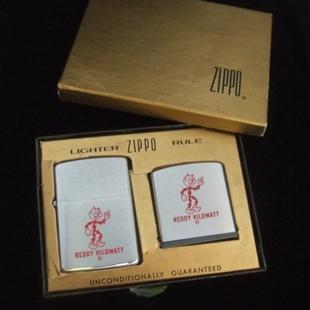 ZIPPO®
LIGHTER ZIPPO RULE
REDDY KILOWATT
®
REDDY KILOWATT
®
UNCONDITIONALLY GUARANTEED